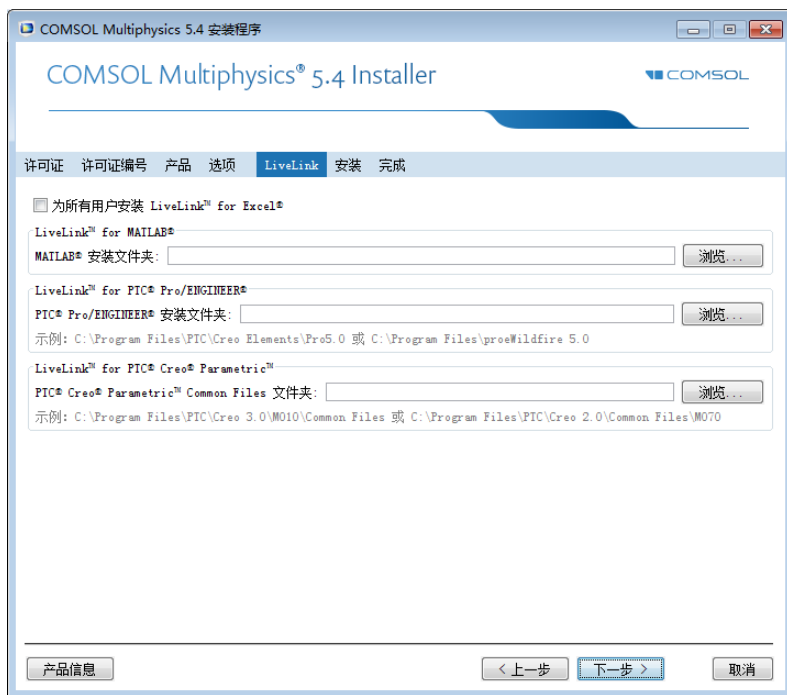 COMSOL Multiphysics 5.4 安装程序
COMSOL Multiphysics® 5.4 Installer
COMSOL
许可证 许可证编号 产品 选项 LiveLink 安装 完成
为所有用户安装 LiveLink™ for Excel®
LiveLink™ for MATLAB®
MATLAB® 安装文件夹: 浏览...
LiveLink™ for PTC® Pro/ENGINEER®
PTC® Pro/ENGINEER® 安装文件夹: 浏览...
示例: C:\Program Files\PTC\Creo Elements\Pro5.0 或 C:\Program Files\proeWildfire 5.0
LiveLink™ for PTC® Creo® Parametric™
PTC® Creo® Parametric™ Common Files 文件夹: 浏览...
示例: C:\Program Files\PTC\Creo 3.0\M010\Common Files 或 C:\Program Files\PTC\Creo 2.0\Common Files\M070
产品信息 < 上一步 下一步 > 取消